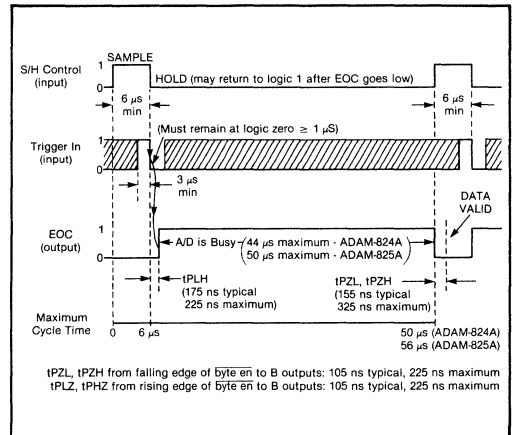 SAMPLE
S/H Control
(input)
1
0
HOLD (may return to logic 1 after EOC goes low)
6 μs
min
6 μs
min
(Must remain at logic zero ≥ 1 μS)
Trigger In
(input)
1
0
3 μs
min
DATA
VALID
EOC
(output)
1
0
A/D is Busy
44 μs maximum - ADAM-824A
50 μs maximum - ADAM-825A
tPLH
(175 ns typical
225 ns maximum)
tPZL, tPZH
(155 ns typical
325 ns maximum)
Maximum
Cycle Time
0
6 μs
50 μs (ADAM-824A)
56 μs (ADAM-825A)
tPZL, tPZH from falling edge of byte en to B outputs: 105 ns typical, 225 ns maximum
tPLZ, tPHZ from rising edge of byte en to B outputs: 105 ns typical, 225 ns maximum